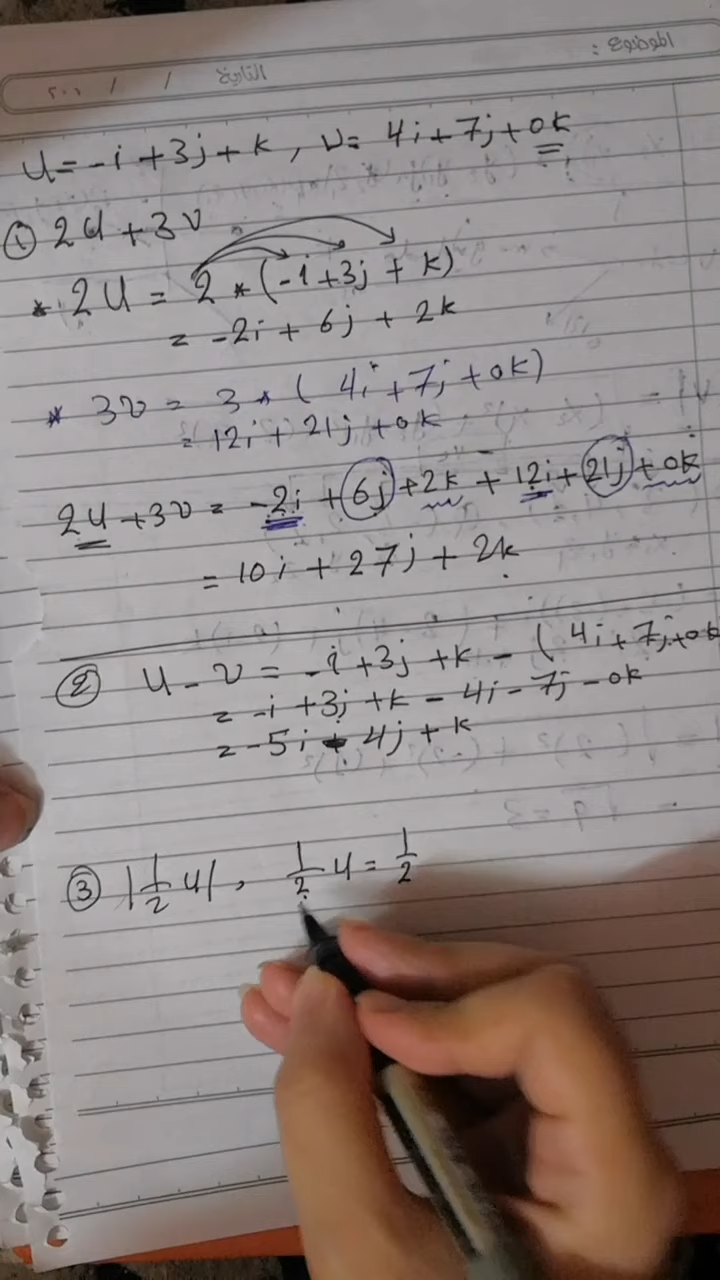 الموضوع :
التاريخ / / ٢٠٢
u = -i + 3j + k , v = 4i + 7j + 0k
① 2u + 3v
* 2u = 2 * (-i + 3j + k)
= -2i + 6j + 2k
* 3v = 3 * ( 4i + 7j + 0k)
= 12i + 21j + 0k
2u + 3v = -2i + 6j + 2k + 12i + 21j + 0k
= 10i + 27j + 2k
② u - v = -i + 3j + k - ( 4i + 7j + 0k
= -i + 3j + k - 4i - 7j - 0k
= -5i - 4j + k
③ |1/2 u| , 1/2 u = 1/2